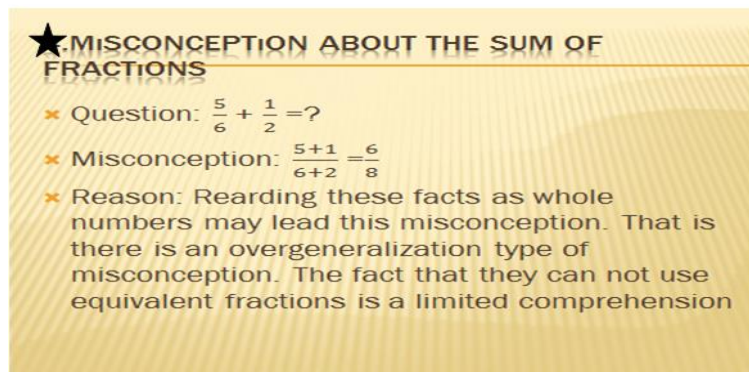 .MıSCONCEPTıON ABOUT THE SUM OF
FRACTıONS
Question: 5/6 + 1/2 =?
Misconception: 5+1/6+2 =6/8
Reason: Rearding these facts as whole
numbers may lead this misconception. That is
there is an overgeneralization type of
misconception. The fact that they can not use
equivalent fractions is a limited comprehension